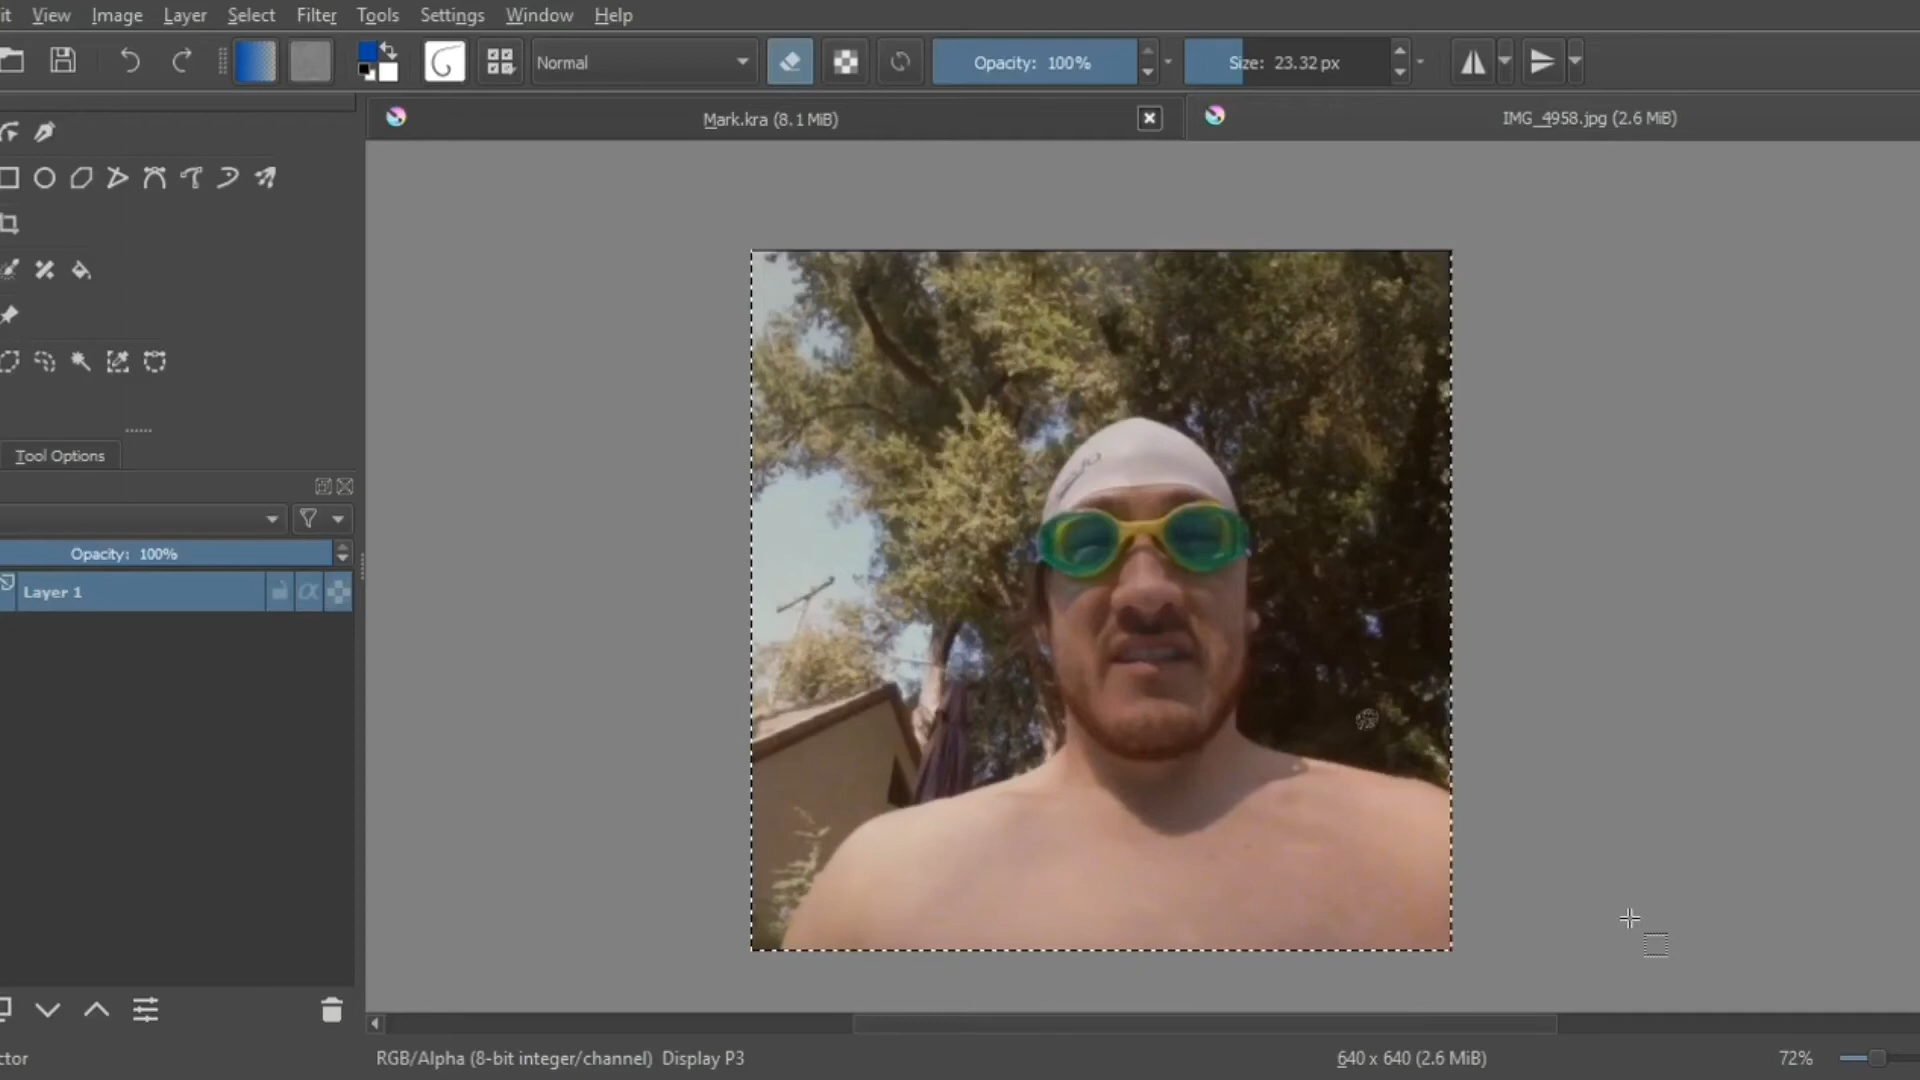 View Image Layer Select Filter Tools Settings Window Help
Normal Opacity: 100% Size: 23.32 px
Mark.kra (8.1 MiB) IMG_4958.jpg (2.6 MiB)
Tool Options
Opacity: 100%
Layer 1
RGB/Alpha (8-bit integer/channel) Display P3 640 x 640 (2.6 MiB) 72%